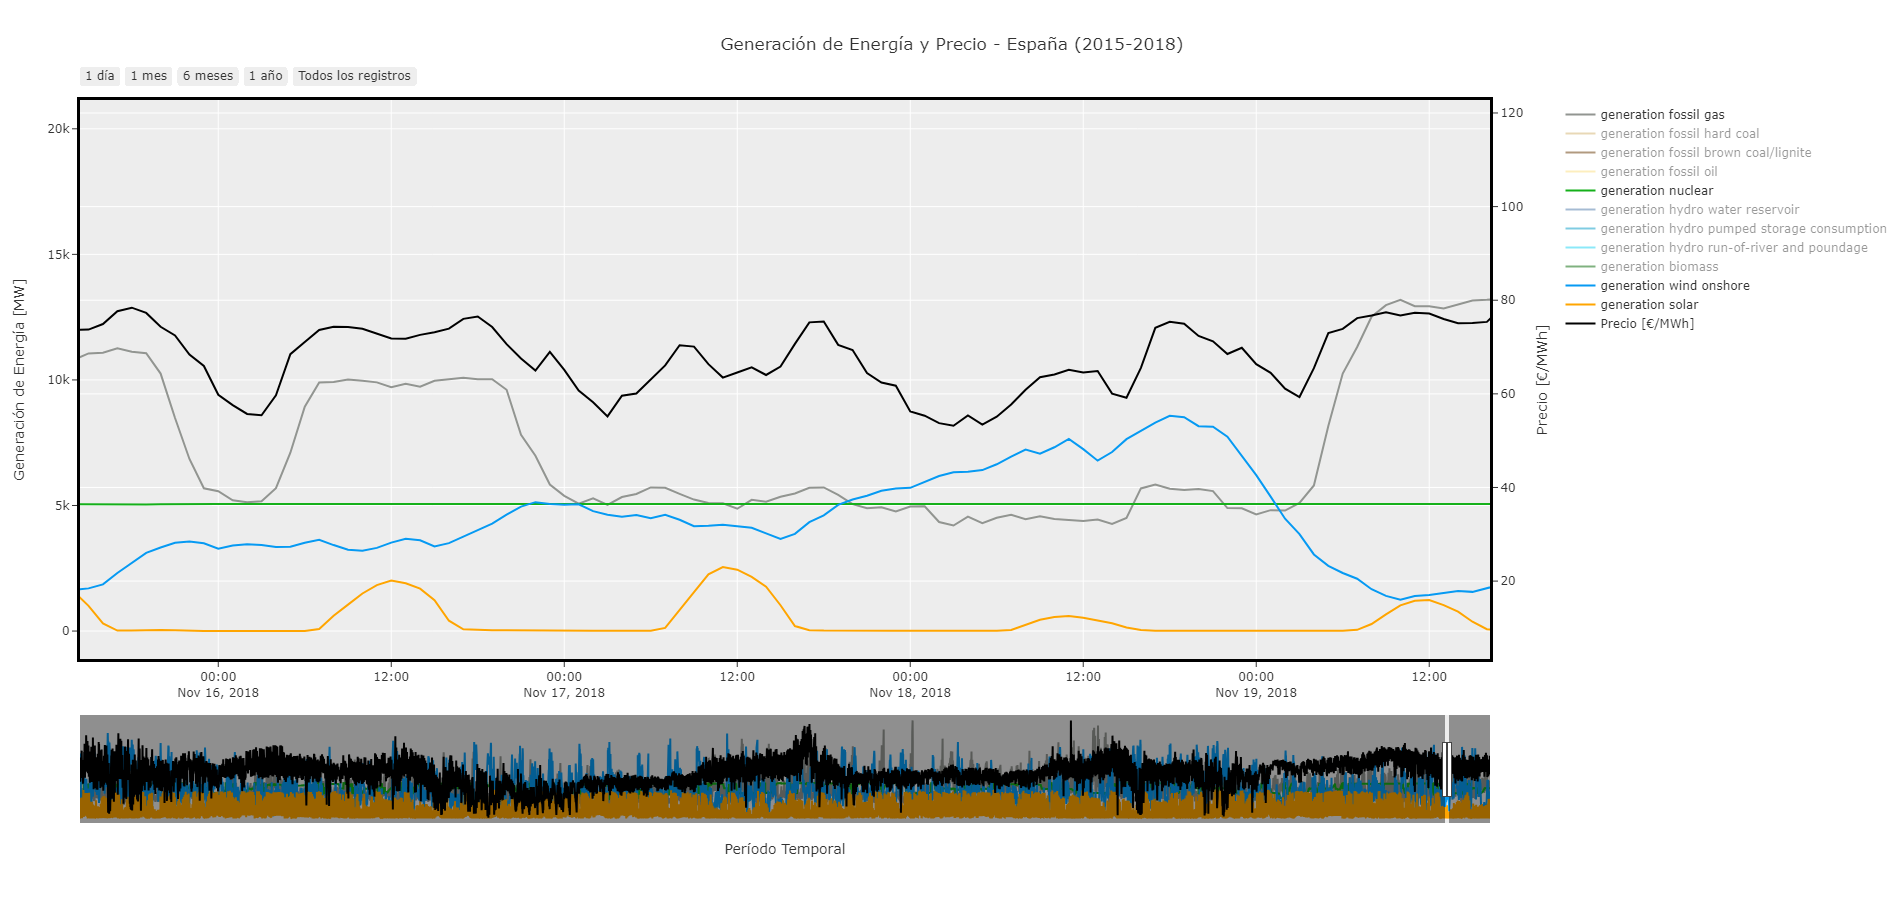 Generación de Energía y Precio - España (2015-2018)
1 día 1 mes 6 meses 1 año Todos los registros
Generación de Energía [MW]
20k
15k
10k
5k
0
120
100
80
60
40
20
Precio [€/MWh]
generation fossil gas
generation fossil hard coal
generation fossil brown coal/lignite
generation fossil oil
generation nuclear
generation hydro water reservoir
generation hydro pumped storage consumption
generation hydro run-of-river and poundage
generation biomass
generation wind onshore
generation solar
Precio [€/MWh]
00:00 12:00 00:00 12:00 00:00 12:00 00:00 12:00
Nov 16, 2018 Nov 17, 2018 Nov 18, 2018 Nov 19, 2018
Período Temporal